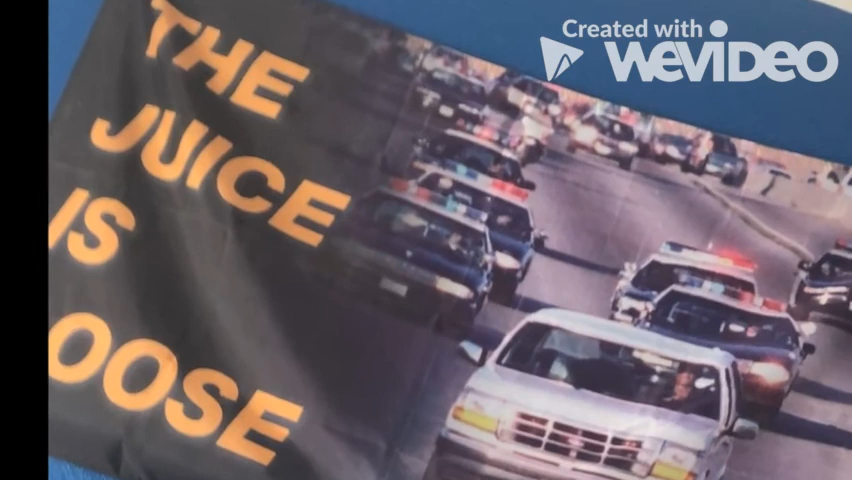 Created with
WEVIDEO
THE
JUICE
IS
OOSE